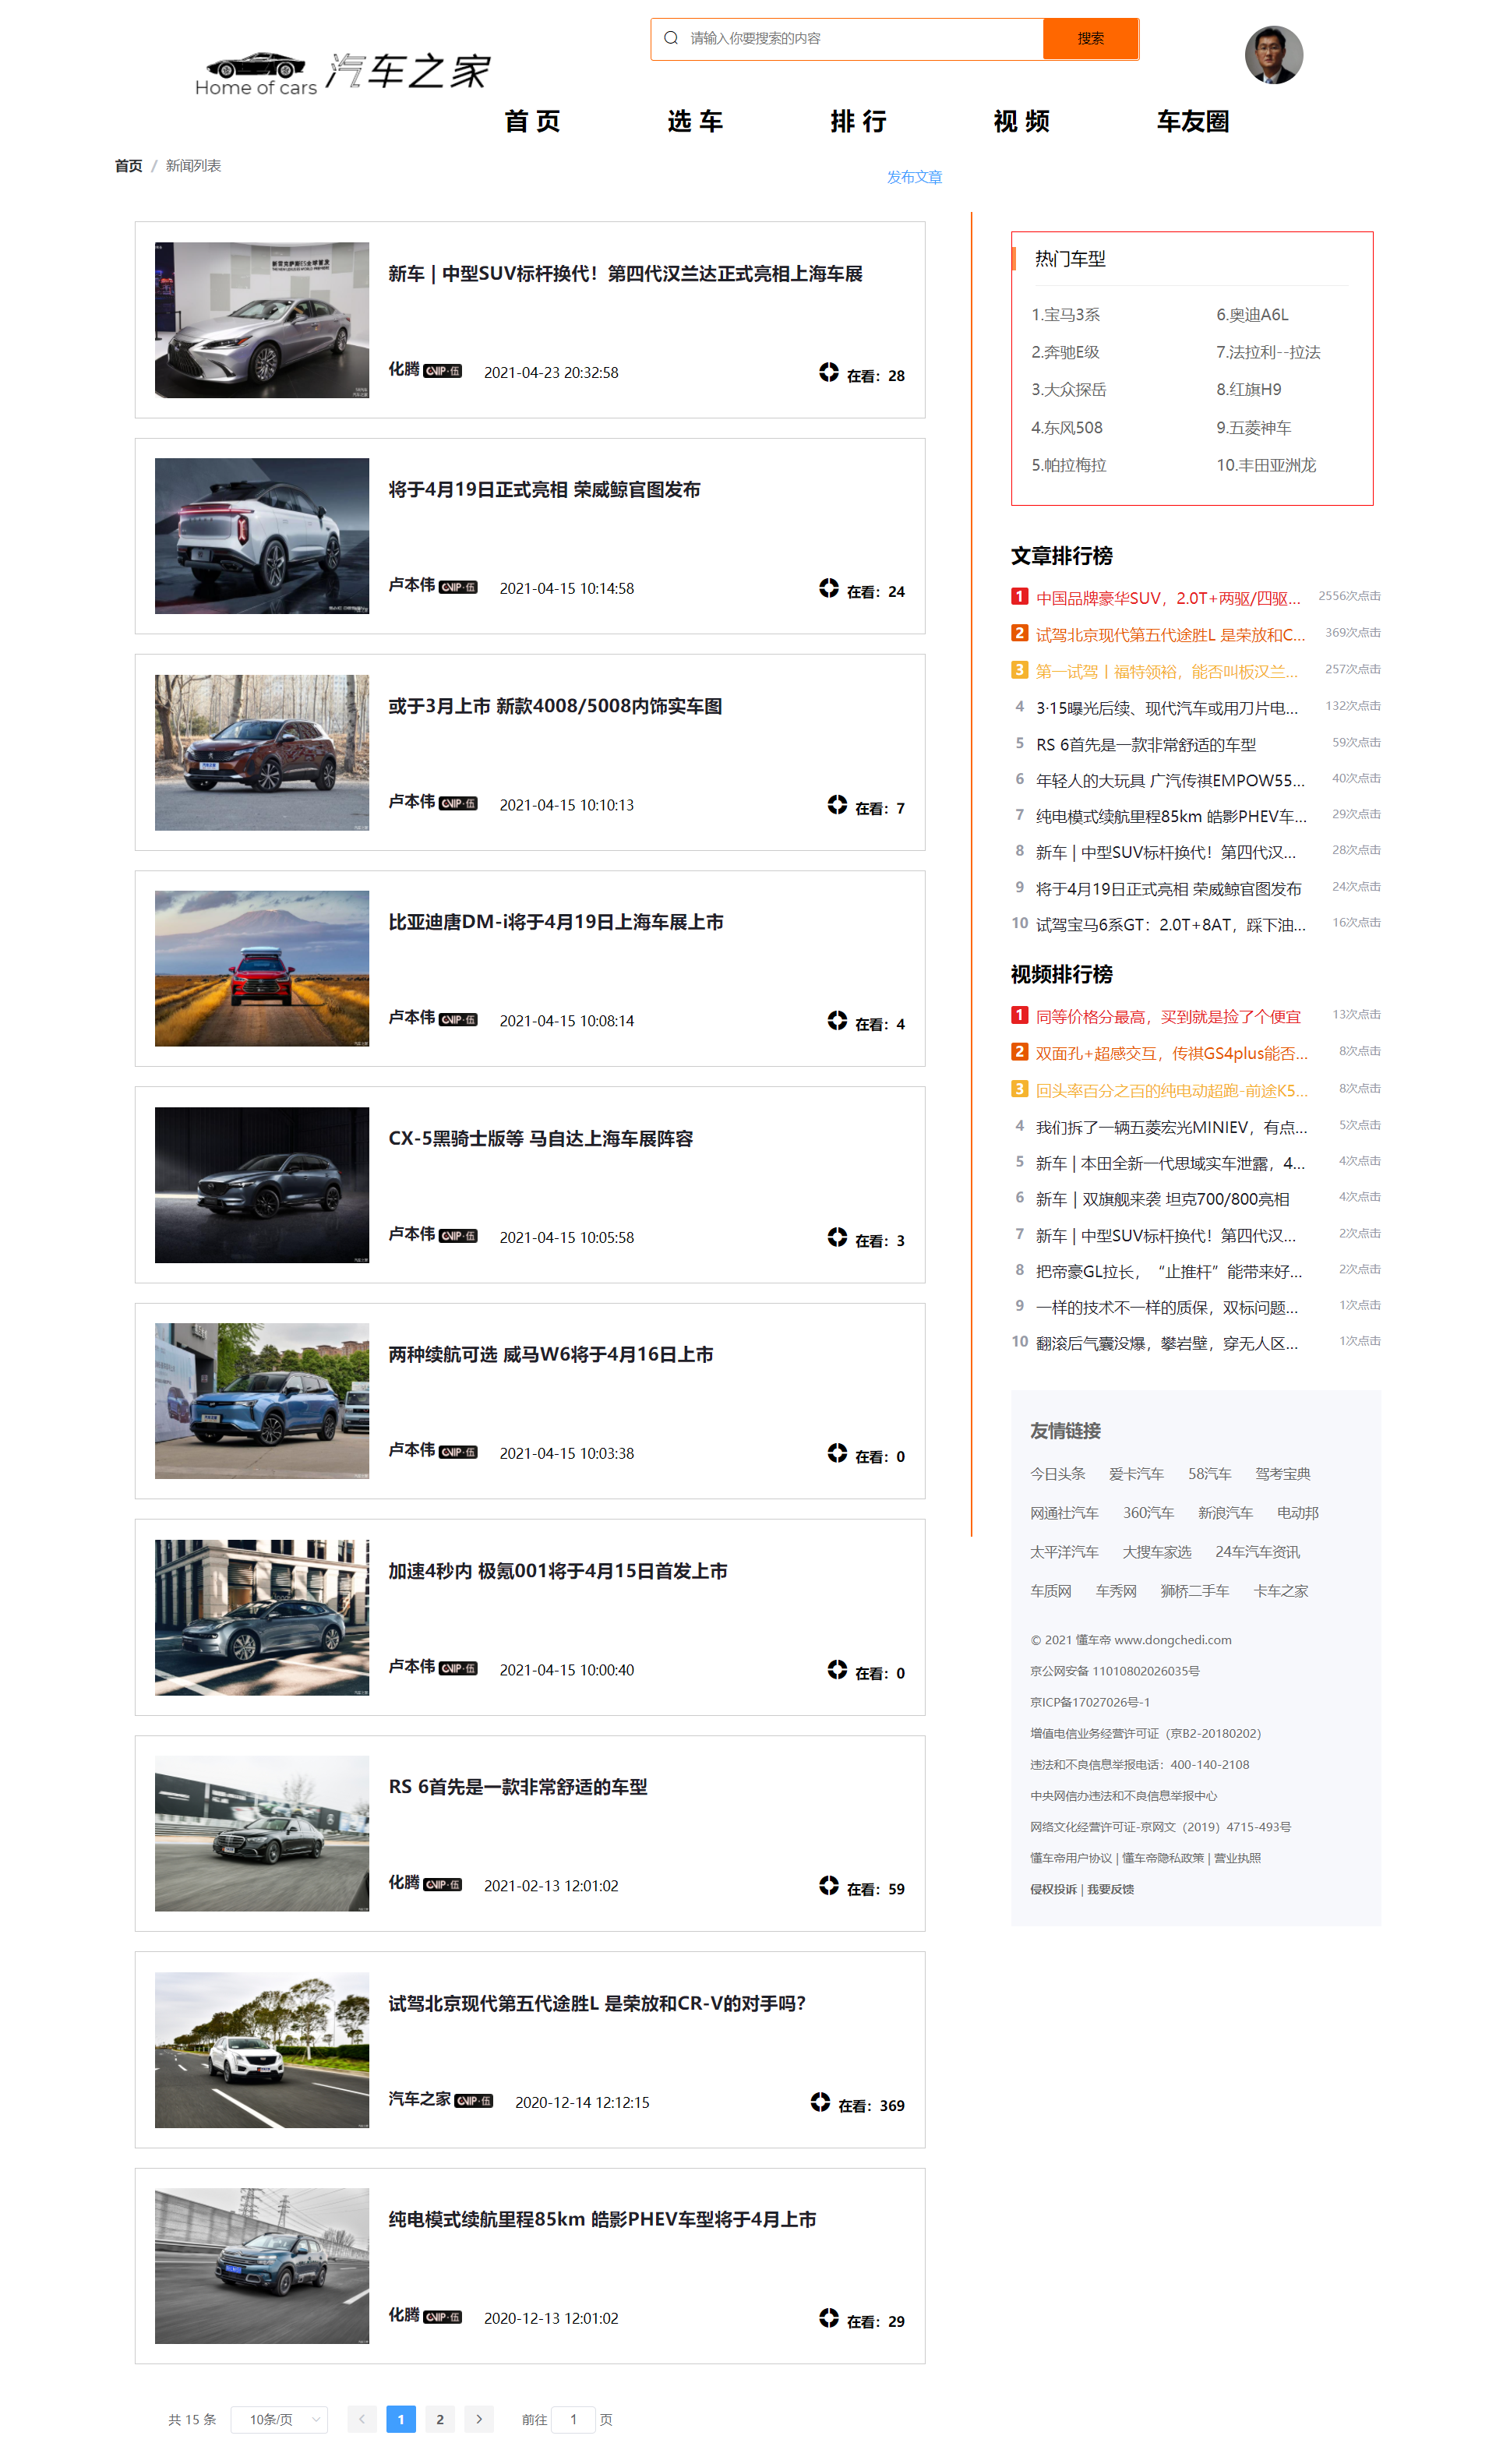 请输入你要搜索的内容
搜索
Home of cars 汽车之家
首 页
选 车
排 行
视 频
车友圈
首页 / 新闻列表
发布文章
新车 | 中型SUV标杆换代！第四代汉兰达正式亮相上海车展
化腾 VIP·伍 2021-04-23 20:32:58
在看：28
将于4月19日正式亮相 荣威鲸官图发布
卢本伟 VIP·伍 2021-04-15 10:14:58
在看：24
或于3月上市 新款4008/5008内饰实车图
卢本伟 VIP·伍 2021-04-15 10:10:13
在看：7
比亚迪唐DM-i将于4月19日上海车展上市
卢本伟 VIP·伍 2021-04-15 10:08:14
在看：4
CX-5黑骑士版等 马自达上海车展阵容
卢本伟 VIP·伍 2021-04-15 10:05:58
在看：3
两种续航可选 威马W6将于4月16日上市
卢本伟 VIP·伍 2021-04-15 10:03:38
在看：0
加速4秒内 极氪001将于4月15日首发上市
卢本伟 VIP·伍 2021-04-15 10:00:40
在看：0
RS 6首先是一款非常舒适的车型
化腾 VIP·伍 2021-02-13 12:01:02
在看：59
试驾北京现代第五代途胜L 是荣放和CR-V的对手吗?
汽车之家 VIP·伍 2020-12-14 12:12:15
在看：369
纯电模式续航里程85km 皓影PHEV车型将于4月上市
化腾 VIP·伍 2020-12-13 12:01:02
在看：29
共 15 条 10条/页 1 2 前往 1 页
热门车型
1.宝马3系 6.奥迪A6L
2.奔驰E级 7.法拉利--拉法
3.大众探岳 8.红旗H9
4.东风508 9.五菱神车
5.帕拉梅拉 10.丰田亚洲龙
文章排行榜
1 中国品牌豪华SUV，2.0T+两驱/四驱... 2556次点击
2 试驾北京现代第五代途胜L 是荣放和C... 369次点击
3 第一试驾丨福特领裕，能否叫板汉兰... 257次点击
4 3·15曝光后续、现代汽车或用刀片电... 132次点击
5 RS 6首先是一款非常舒适的车型 59次点击
6 年轻人的大玩具 广汽传祺EMPOW55... 40次点击
7 纯电模式续航里程85km 皓影PHEV车... 29次点击
8 新车 | 中型SUV标杆换代！第四代汉... 28次点击
9 将于4月19日正式亮相 荣威鲸官图发布 24次点击
10 试驾宝马6系GT：2.0T+8AT，踩下油... 16次点击
视频排行榜
1 同等价格分最高，买到就是捡了个便宜 13次点击
2 双面孔+超感交互，传祺GS4plus能否... 8次点击
3 回头率百分之百的纯电动超跑-前途K5... 8次点击
4 我们拆了一辆五菱宏光MINIEV，有点... 5次点击
5 新车 | 本田全新一代思域实车泄露，4... 4次点击
6 新车丨双旗舰来袭 坦克700/800亮相 4次点击
7 新车 | 中型SUV标杆换代！第四代汉... 2次点击
8 把帝豪GL拉长，“止推杆”能带来好... 2次点击
9 一样的技术不一样的质保，双标问题... 1次点击
10 翻滚后气囊没爆，攀岩壁，穿无人区... 1次点击
友情链接
今日头条 爱卡汽车 58汽车 驾考宝典
网通社汽车 360汽车 新浪汽车 电动邦
太平洋汽车 大搜车家选 24车汽车资讯
车质网 车秀网 狮桥二手车 卡车之家
© 2021 懂车帝 www.dongchedi.com
京公网安备 11010802026035号
京ICP备17027026号-1
增值电信业务经营许可证（京B2-20180202）
违法和不良信息举报电话：400-140-2108
中央网信办违法和不良信息举报中心
网络文化经营许可证-京网文（2019）4715-493号
懂车帝用户协议 | 懂车帝隐私政策 | 营业执照
侵权投诉 | 我要反馈